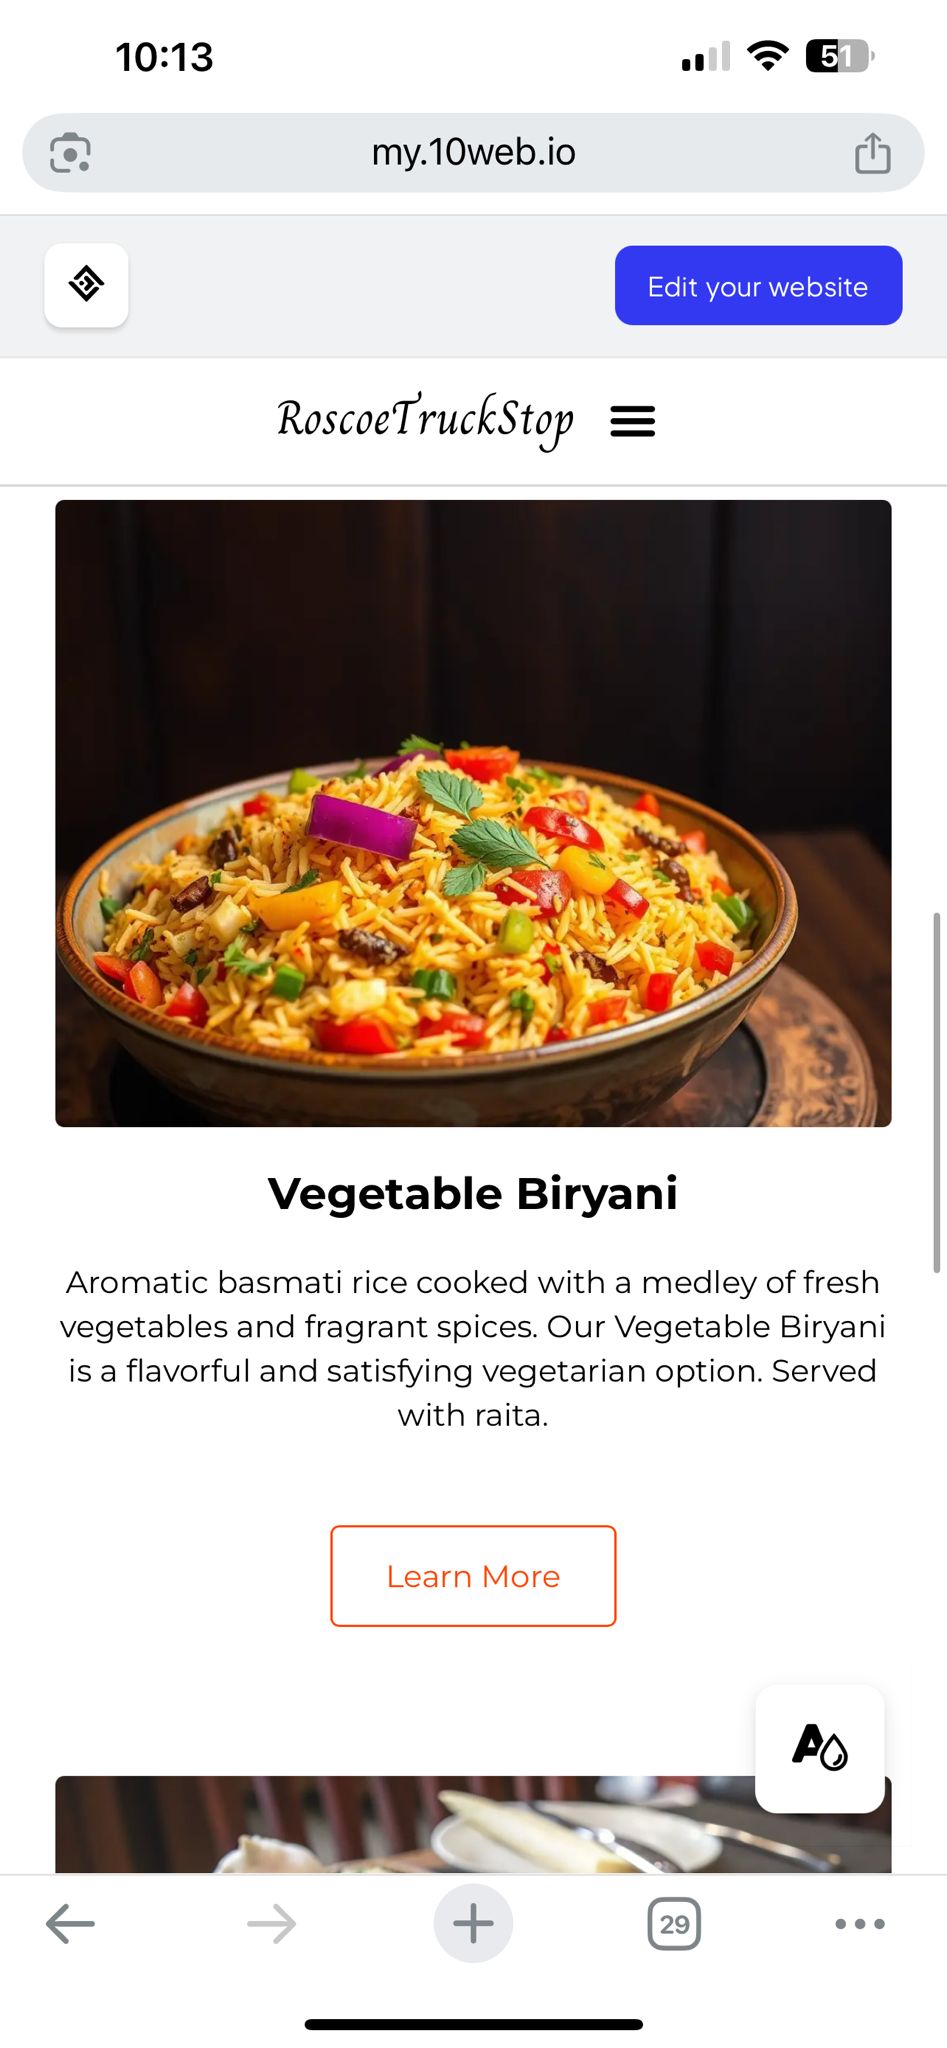 10:13
51
my.10web.io
Edit your website
RoscoeTruckStop
Vegetable Biryani
Aromatic basmati rice cooked with a medley of fresh
vegetables and fragrant spices. Our Vegetable Biryani
is a flavorful and satisfying vegetarian option. Served
with raita.
Learn More
A
29